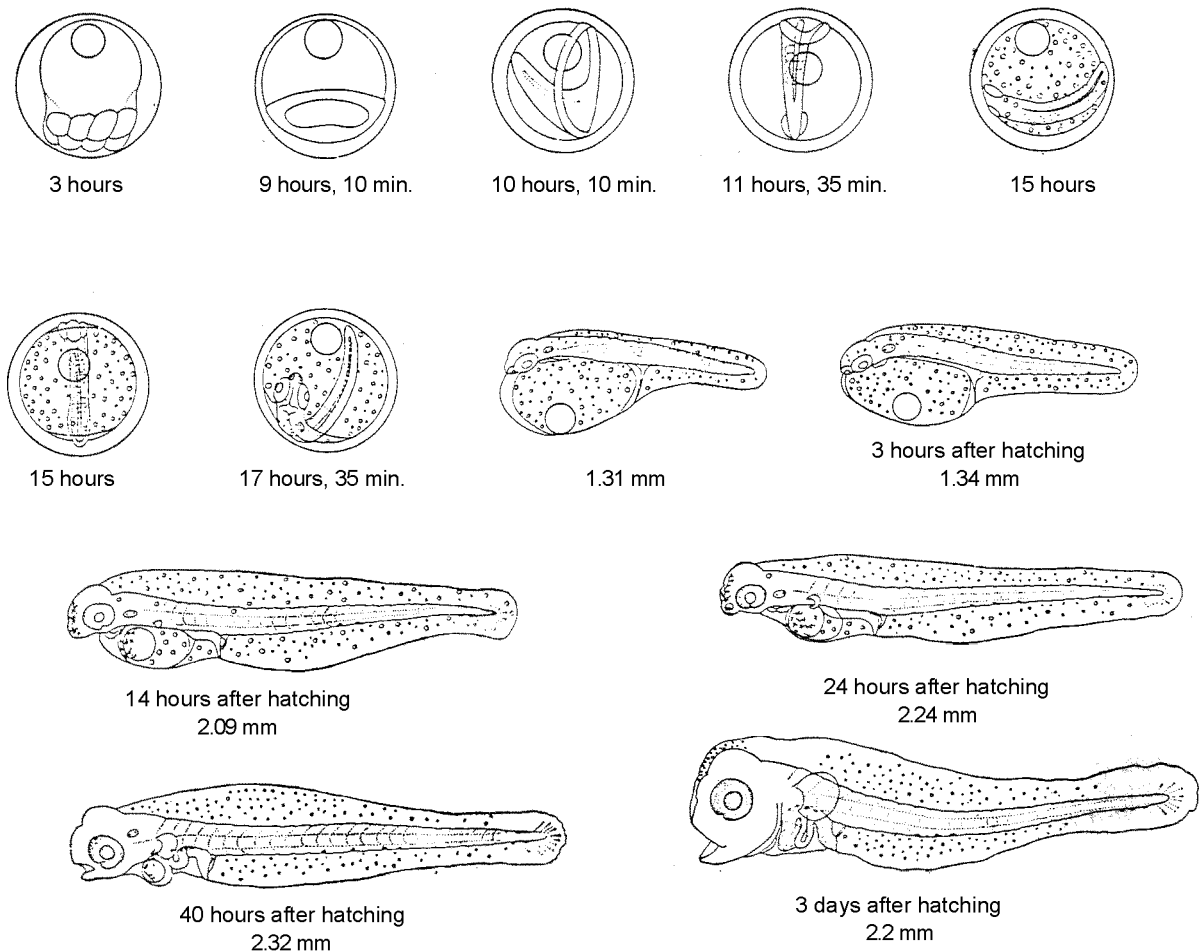 3 hours
9 hours, 10 min.
10 hours, 10 min.
11 hours, 35 min.
15 hours
15 hours
17 hours, 35 min.
1.31 mm
3 hours after hatching
1.34 mm
14 hours after hatching
2.09 mm
24 hours after hatching
2.24 mm
40 hours after hatching
2.32 mm
3 days after hatching
2.2 mm